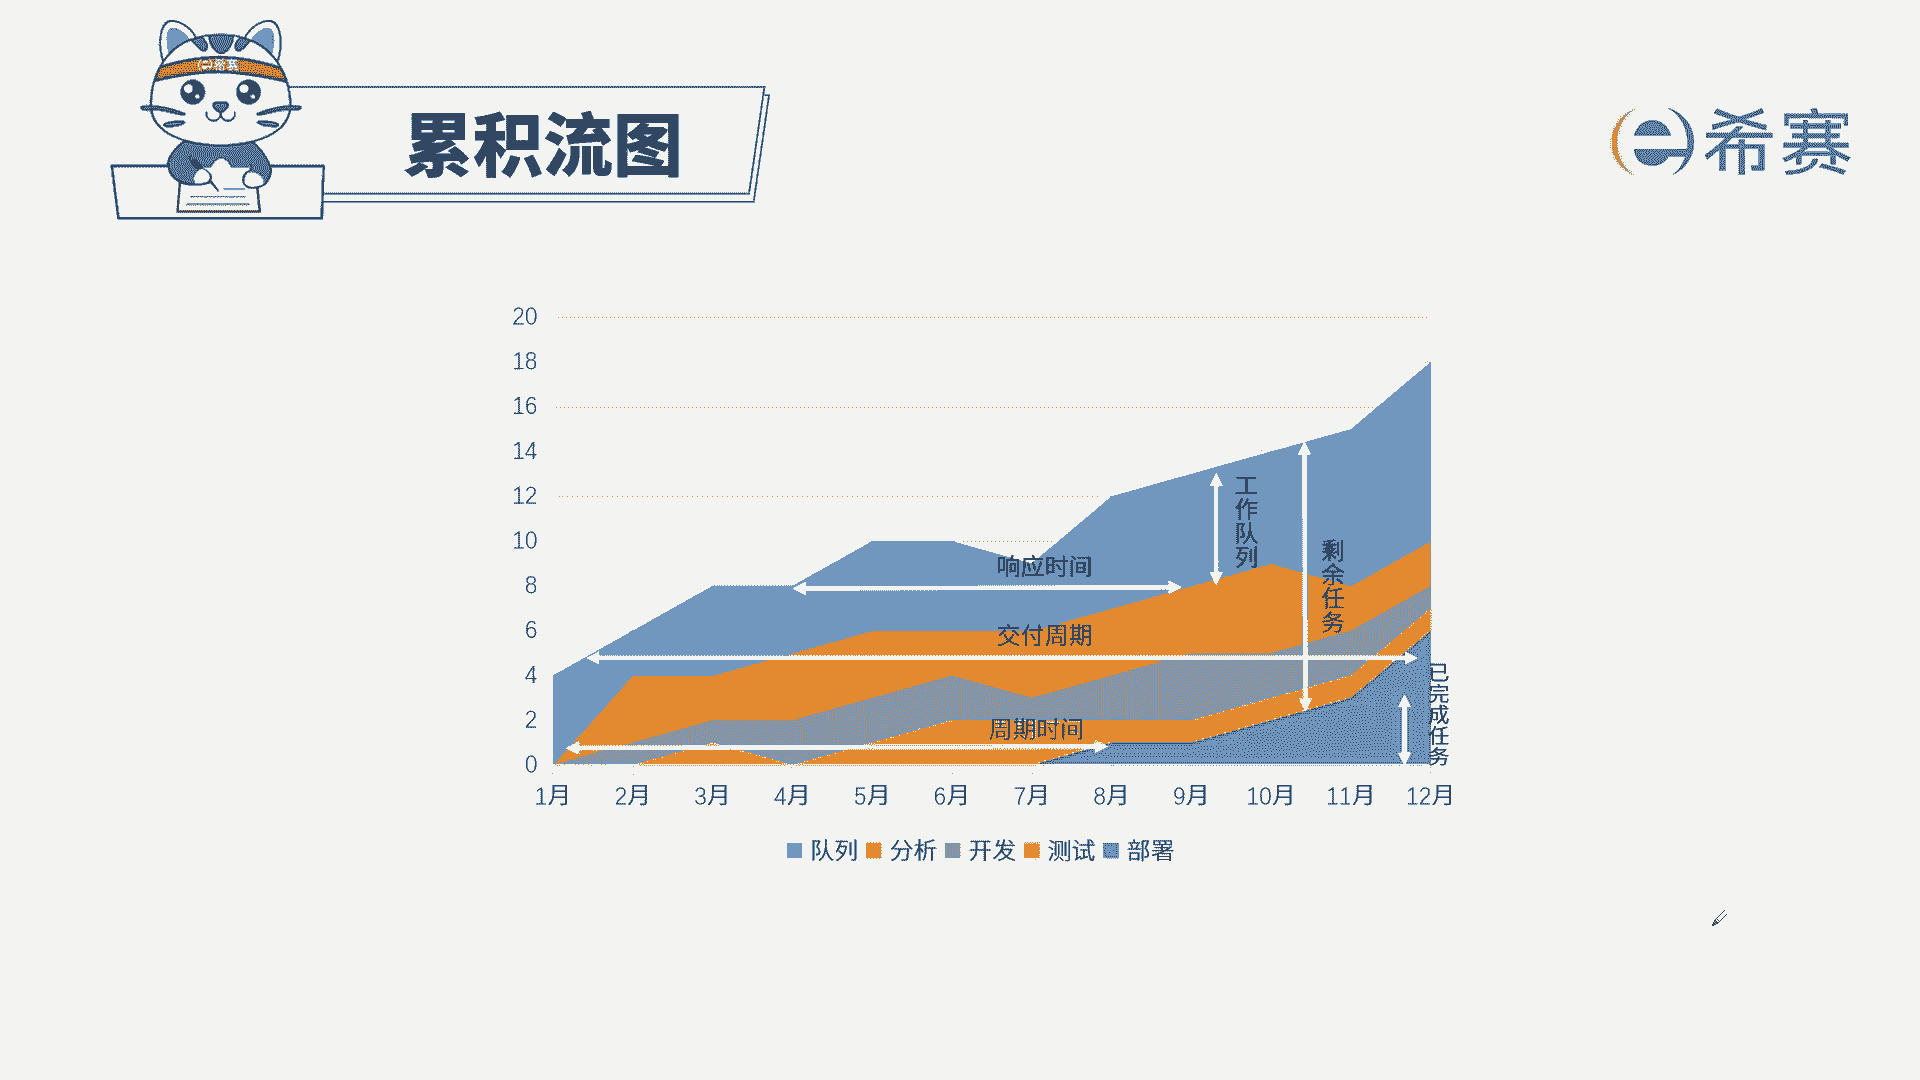 希赛
累积流图
希赛
20
18
16
14
12
10
8
6
4
2
0
响应时间
交付周期
周期时间
工作队列
剩余任务
已完成任务
1月 2月 3月 4月 5月 6月 7月 8月 9月 10月 11月 12月
队列 分析 开发 测试 部署